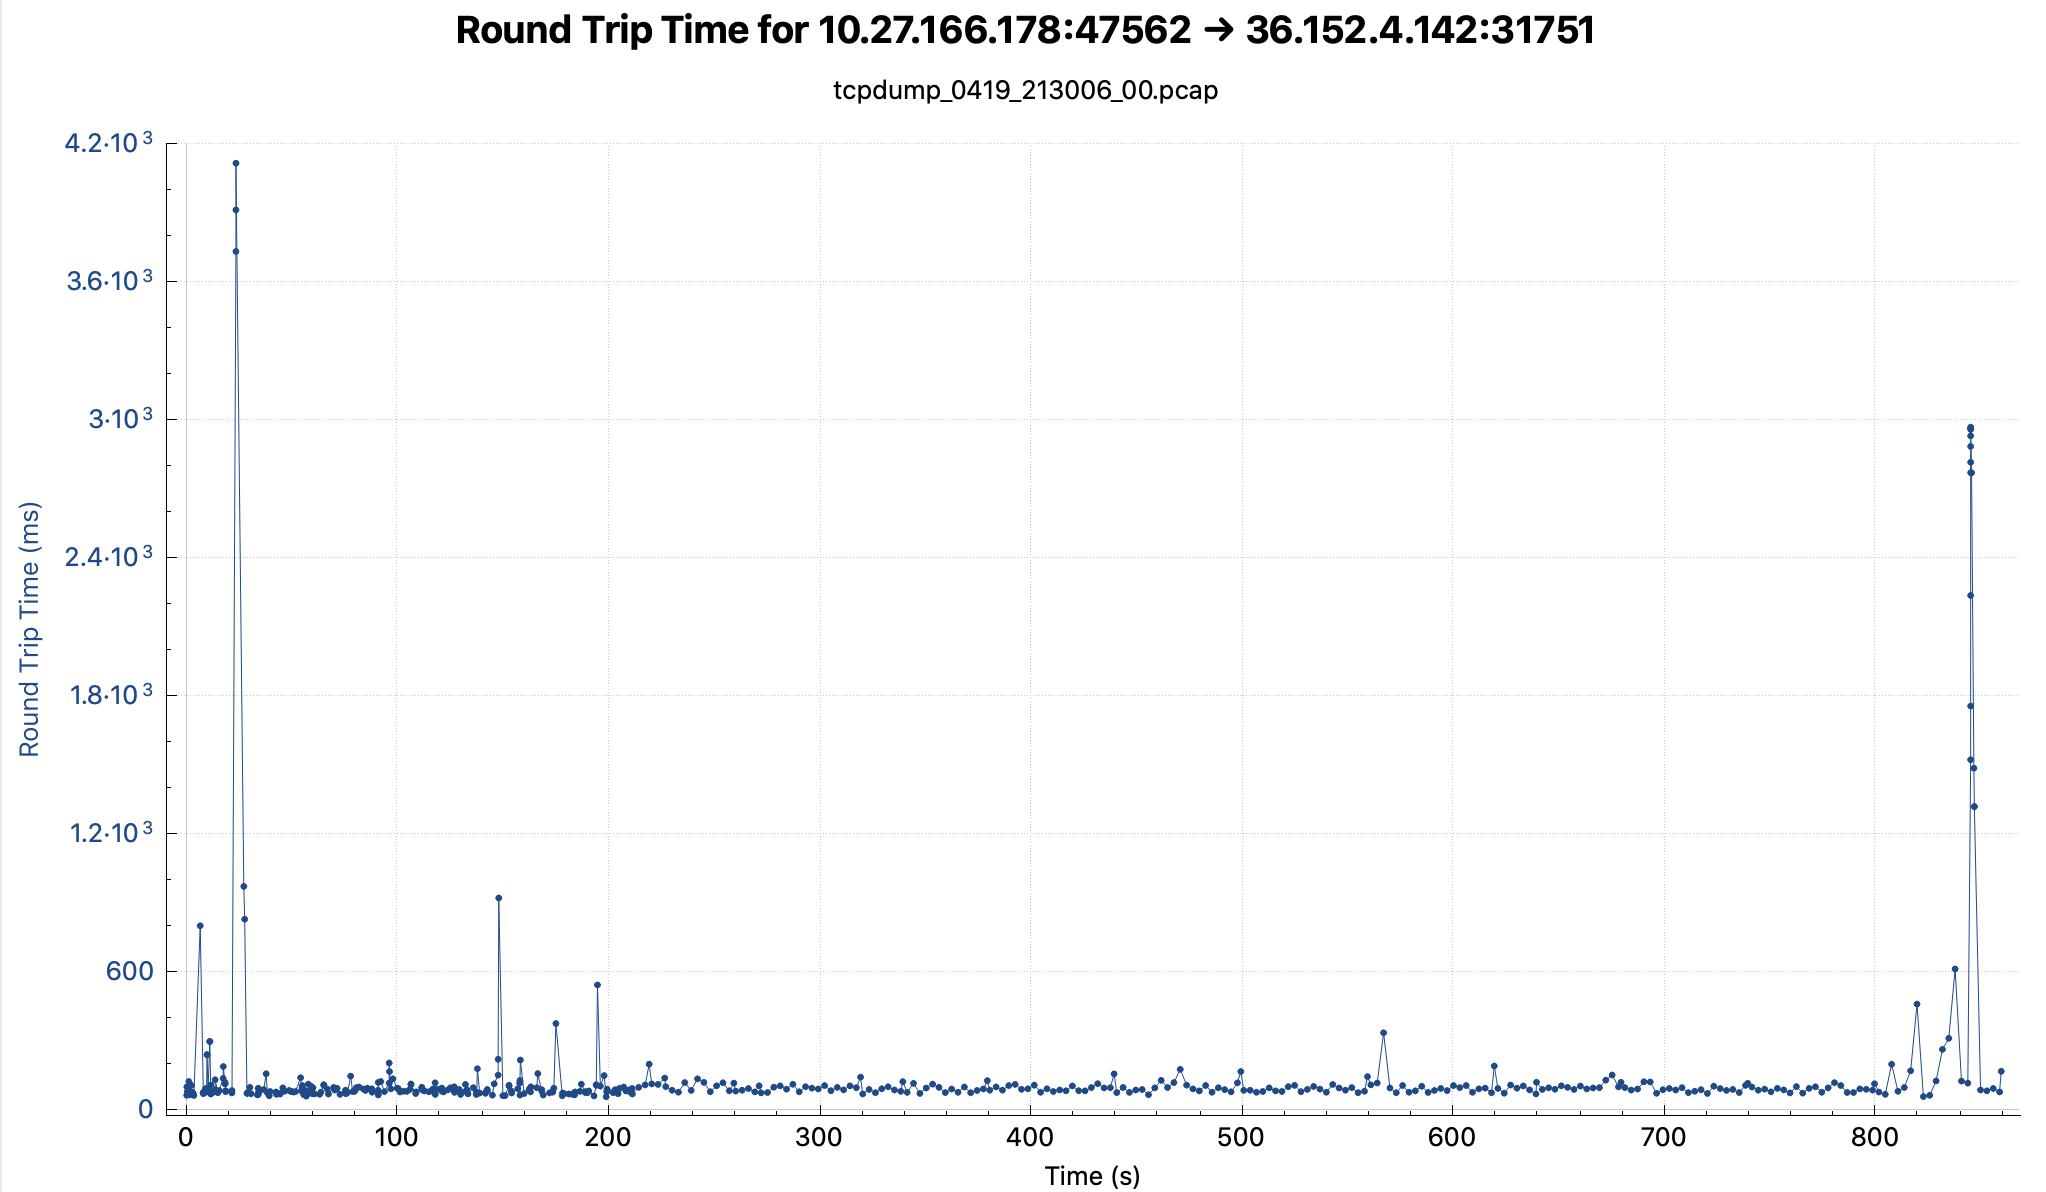 Round Trip Time for 10.27.166.178:47562 → 36.152.4.142:31751
tcpdump_0419_213006_00.pcap
4.2·10³
3.6·10³
3·10³
2.4·10³
1.8·10³
1.2·10³
600
0
Round Trip Time (ms)
0 100 200 300 400 500 600 700 800
Time (s)